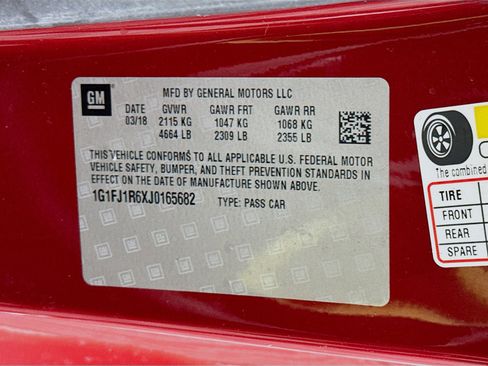 GM
MFD BY GENERAL MOTORS LLC
DATE GVWR GAWR FRT GAWR RR
03/18 2115 KG 1047 KG 1068 KG
4664 LB 2309 LB 2355 LB
THIS VEHICLE CONFORMS TO ALL APPLICABLE U.S. FEDERAL MOTOR
VEHICLE SAFETY, BUMPER, AND THEFT PREVENTION STANDARDS IN
EFFECT ON THE DATE OF MANUFACTURE SHOWN ABOVE.
1G1FJ1R6XJ0165682 TYPE: PASS CAR
The combined
TIRE
FRONT
REAR
SPARE